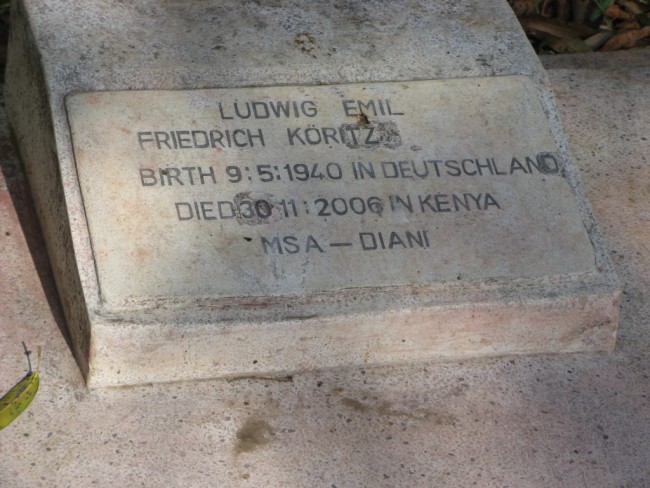 LUDWIG EMIL
FRIEDRICH KÖRITZ
BIRTH 9:5:1940 IN DEUTSCHLAND
DIED 30 11:2006 IN KENYA
MSA – DIANI